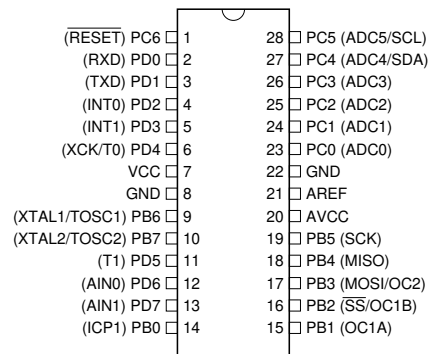 (RESET) PC6 1 28 PC5 (ADC5/SCL)
(RXD) PD0 2 27 PC4 (ADC4/SDA)
(TXD) PD1 3 26 PC3 (ADC3)
(INT0) PD2 4 25 PC2 (ADC2)
(INT1) PD3 5 24 PC1 (ADC1)
(XCK/T0) PD4 6 23 PC0 (ADC0)
VCC 7 22 GND
GND 8 21 AREF
(XTAL1/TOSC1) PB6 9 20 AVCC
(XTAL2/TOSC2) PB7 10 19 PB5 (SCK)
(T1) PD5 11 18 PB4 (MISO)
(AIN0) PD6 12 17 PB3 (MOSI/OC2)
(AIN1) PD7 13 16 PB2 (SS/OC1B)
(ICP1) PB0 14 15 PB1 (OC1A)